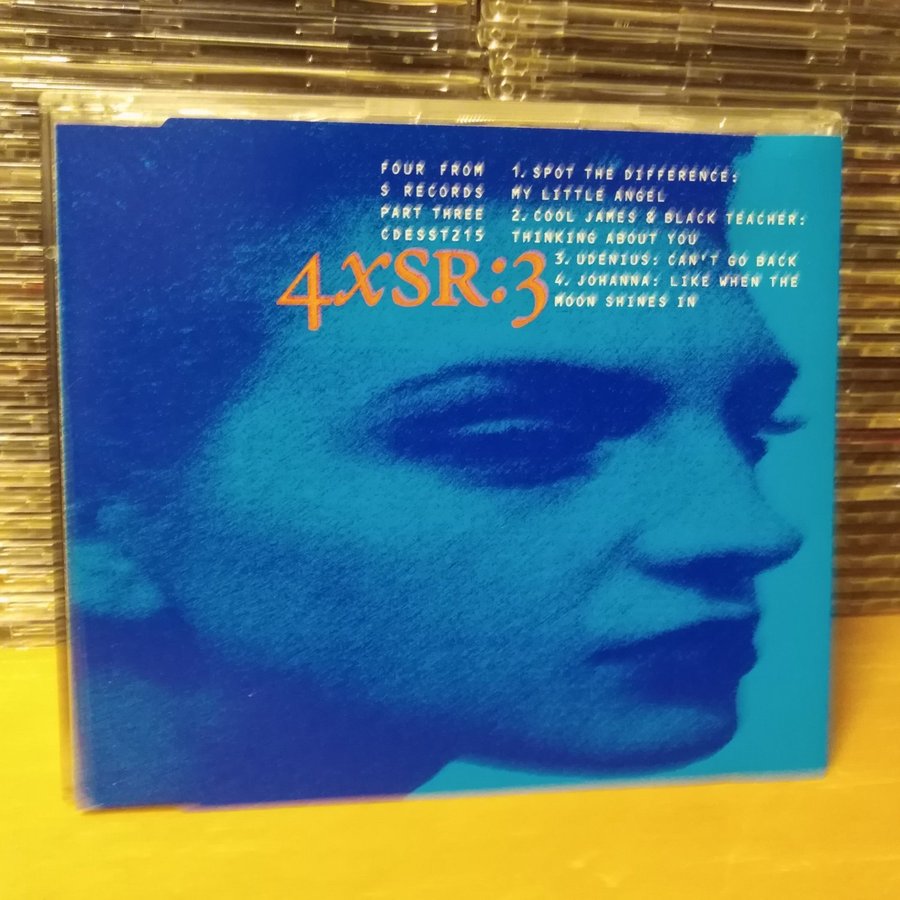 FOUR FROM
S RECORDS
PART THREE
CDESST215
1. SPOT THE DIFFERENCE:
MY LITTLE ANGEL
2. COOL JAMES & BLACK TEACHER:
THINKING ABOUT YOU
3. UDENIUS: CAN'T GO BACK
4. JOHANNA: LIKE WHEN THE
MOON SHINES IN
4xSR:3